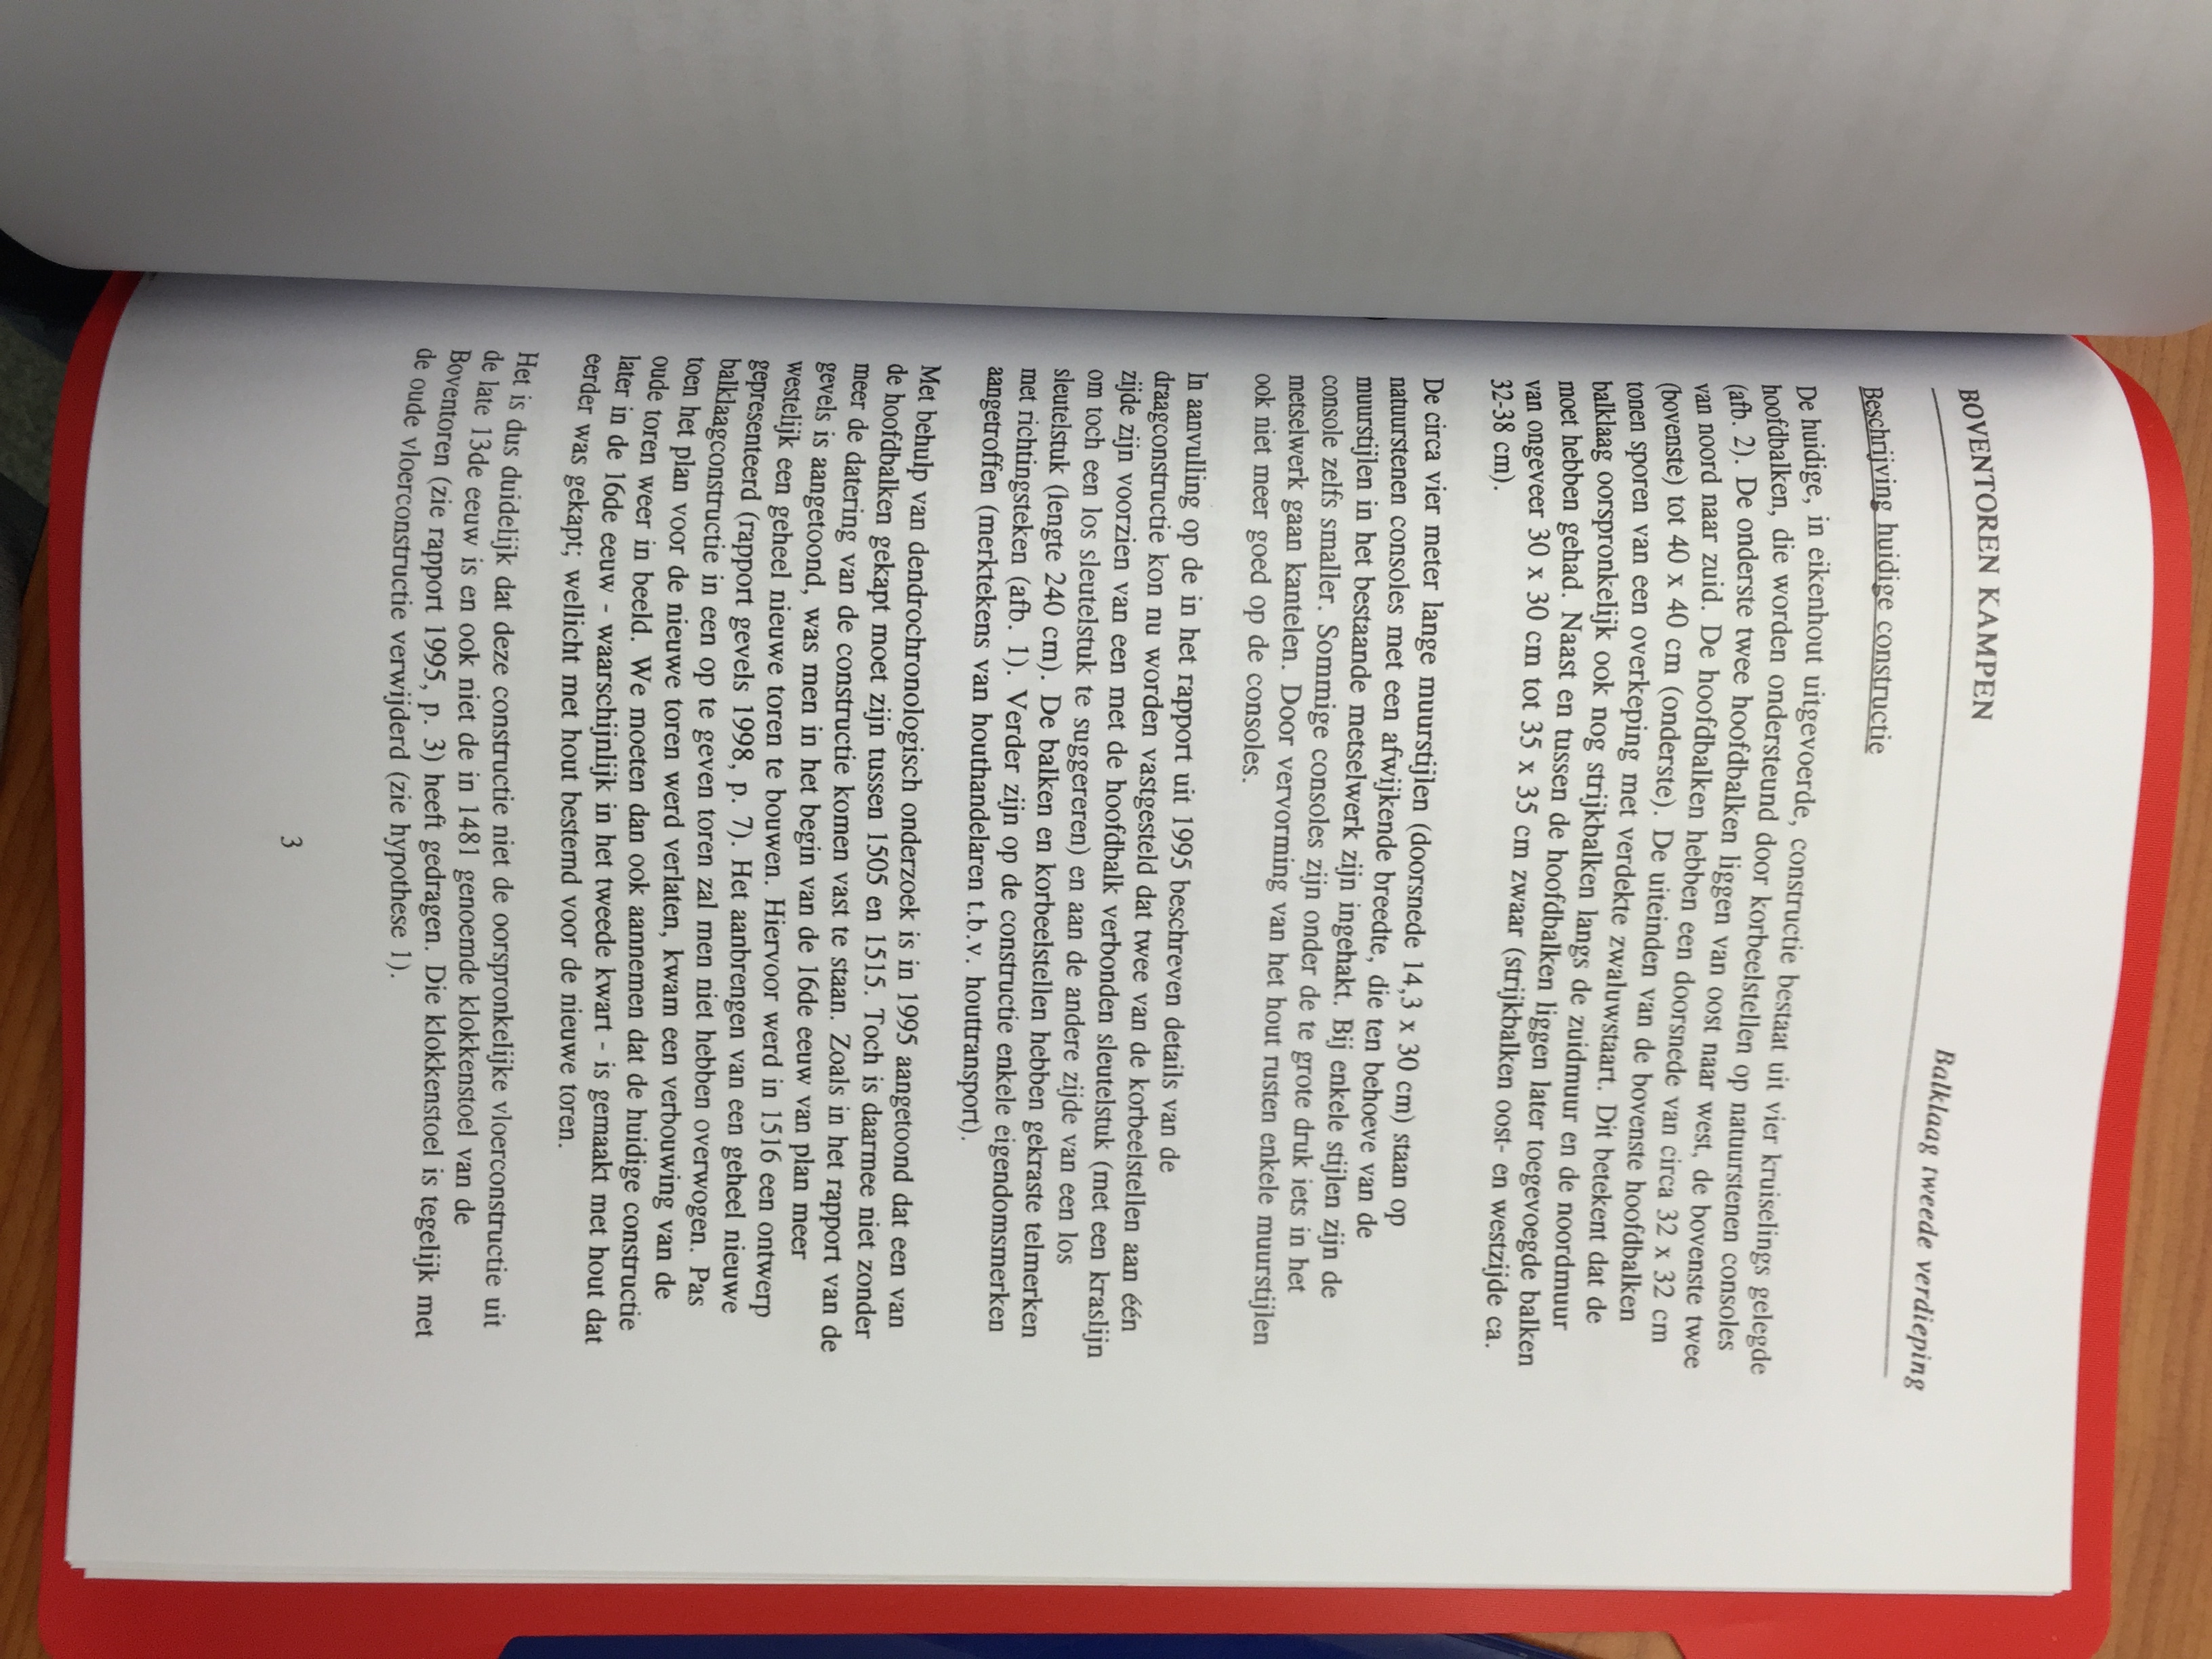 BOVENTOREN KAMPEN
Balklaag tweede verdieping
Beschrijving huidige constructie
De huidige, in eikenhout uitgevoerde, constructie bestaat uit vier kruiselings gelegde
hoofdbalken, die worden ondersteund door korbeelstellen op natuurstenen consoles
(afb. 2). De onderste twee hoofdbalken liggen van oost naar west, de bovenste twee
van noord naar zuid. De hoofdbalken hebben een doorsnede van circa 32 x 32 cm
(bovenste) tot 40 x 40 cm (onderste). De uiteinden van de bovenste hoofdbalken
tonen sporen van een overkeping met verdekte zwaluwstaart. Dit betekent dat de
balklaag oorspronkelijk ook nog strijkbalken langs de zuidmuur en de noordmuur
moet hebben gehad. Naast en tussen de hoofdbalken liggen later toegevoegde balken
van ongeveer 30 x 30 cm tot 35 x 35 cm zwaar (strijkbalken oost- en westzijde ca.
32-38 cm).
De circa vier meter lange muurstijlen (doorsnede 14,3 x 30 cm) staan op
natuurstenen consoles met een afwijkende breedte, die ten behoeve van de
muurstijlen in het bestaande metselwerk zijn ingehakt. Bij enkele stijlen zijn de
console zelfs smaller. Sommige consoles zijn onder de te grote druk iets in het
metselwerk gaan kantelen. Door vervorming van het hout rusten enkele muurstijlen
ook niet meer goed op de consoles.
In aanvulling op de in het rapport uit 1995 beschreven details van de
draagconstructie kon nu worden vastgesteld dat twee van de korbeelstellen aan één
zijde zijn voorzien van een met de hoofdbalk verbonden sleutelstuk (met een kraslijn
om toch een los sleutelstuk te suggereren) en aan de andere zijde van een los
sleutelstuk (lengte 240 cm). De balken en korbeelstellen hebben gekraste telmerken
met richtingsteken (afb. 1). Verder zijn op de constructie enkele eigendomsmerken
aangetroffen (merktekens van houthandelaren t.b.v. houttransport).
Met behulp van dendrochronologisch onderzoek is in 1995 aangetoond dat een van
de hoofdbalken gekapt moet zijn tussen 1505 en 1515. Toch is daarmee niet zonder
meer de datering van de constructie komen vast te staan. Zoals in het rapport van de
gevels is aangetoond, was men in het begin van de 16de eeuw van plan meer
westelijk een geheel nieuwe toren te bouwen. Hiervoor werd in 1516 een ontwerp
gepresenteerd (rapport gevels 1998, p. 7). Het aanbrengen van een geheel nieuwe
balklaagconstructie in een op te geven toren zal men niet hebben overwogen. Pas
toen het plan voor de nieuwe toren werd verlaten, kwam een verbouwing van de
oude toren weer in beeld. We moeten dan ook aannemen dat de huidige constructie
later in de 16de eeuw - waarschijnlijk in het tweede kwart - is gemaakt met hout dat
eerder was gekapt; wellicht met hout bestemd voor de nieuwe toren.
Het is dus duidelijk dat deze constructie niet de oorspronkelijke vloerconstructie uit
de late 13de eeuw is en ook niet de in 1481 genoemde klokkenstoel van de
Boventoren (zie rapport 1995, p. 3) heeft gedragen. Die klokkenstoel is tegelijk met
de oude vloerconstructie verwijderd (zie hypothese 1).
3